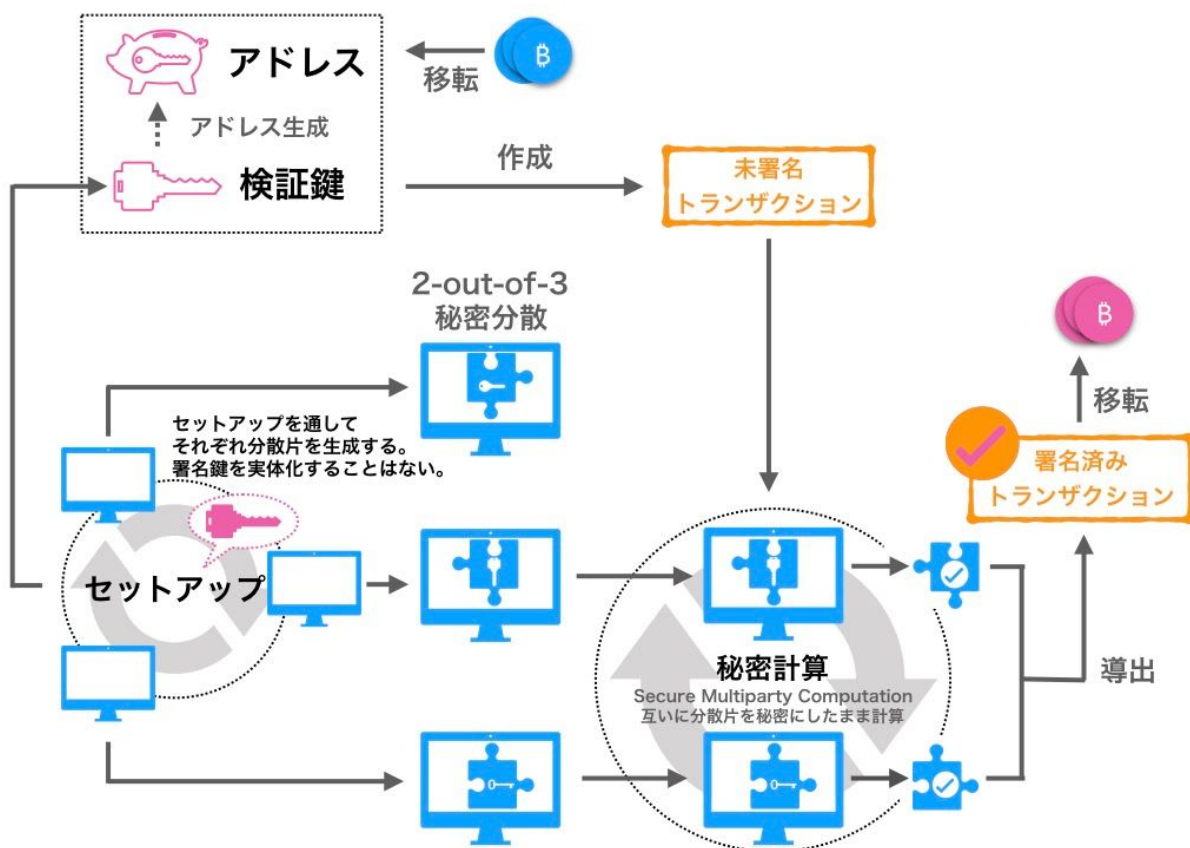 アドレス
移転
アドレス生成
検証鍵
作成
未署名
トランザクション
2-out-of-3
秘密分散
セットアップを通して
それぞれ分散片を生成する。
署名鍵を実体化することはない。
移転
署名済み
トランザクション
セットアップ
秘密計算
Secure Multiparty Computation
互いに分散片を秘密にしたまま計算
導出